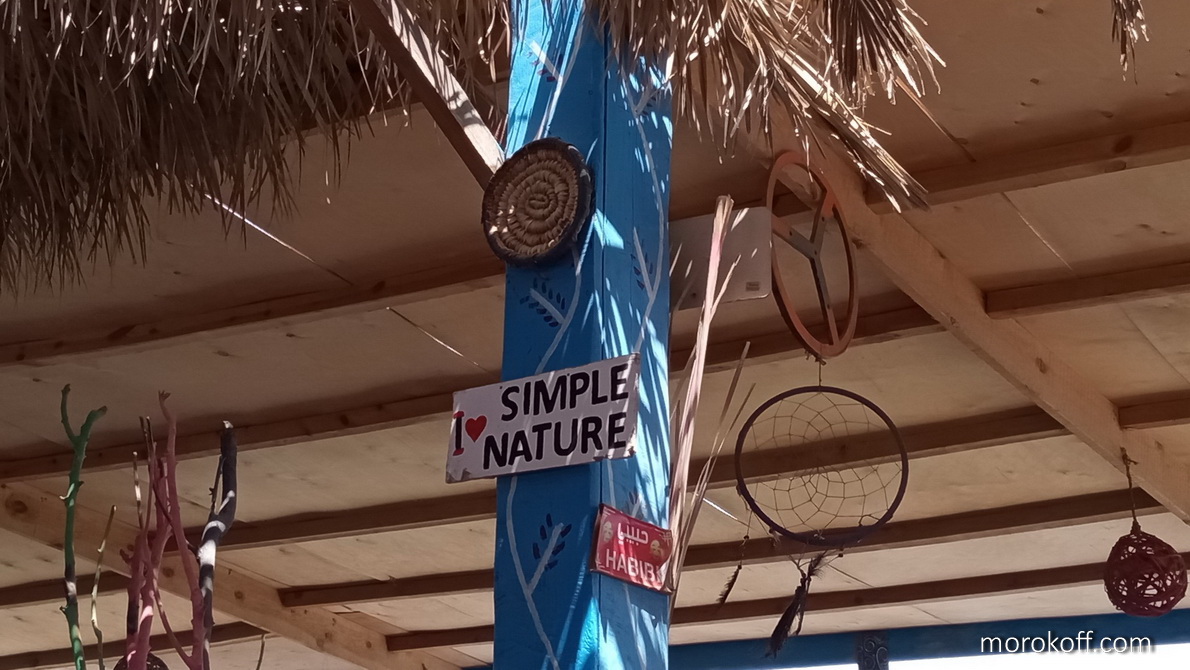 SIMPLE
I ♥ NATURE
حبيبي
HABIBI
morokoff.com